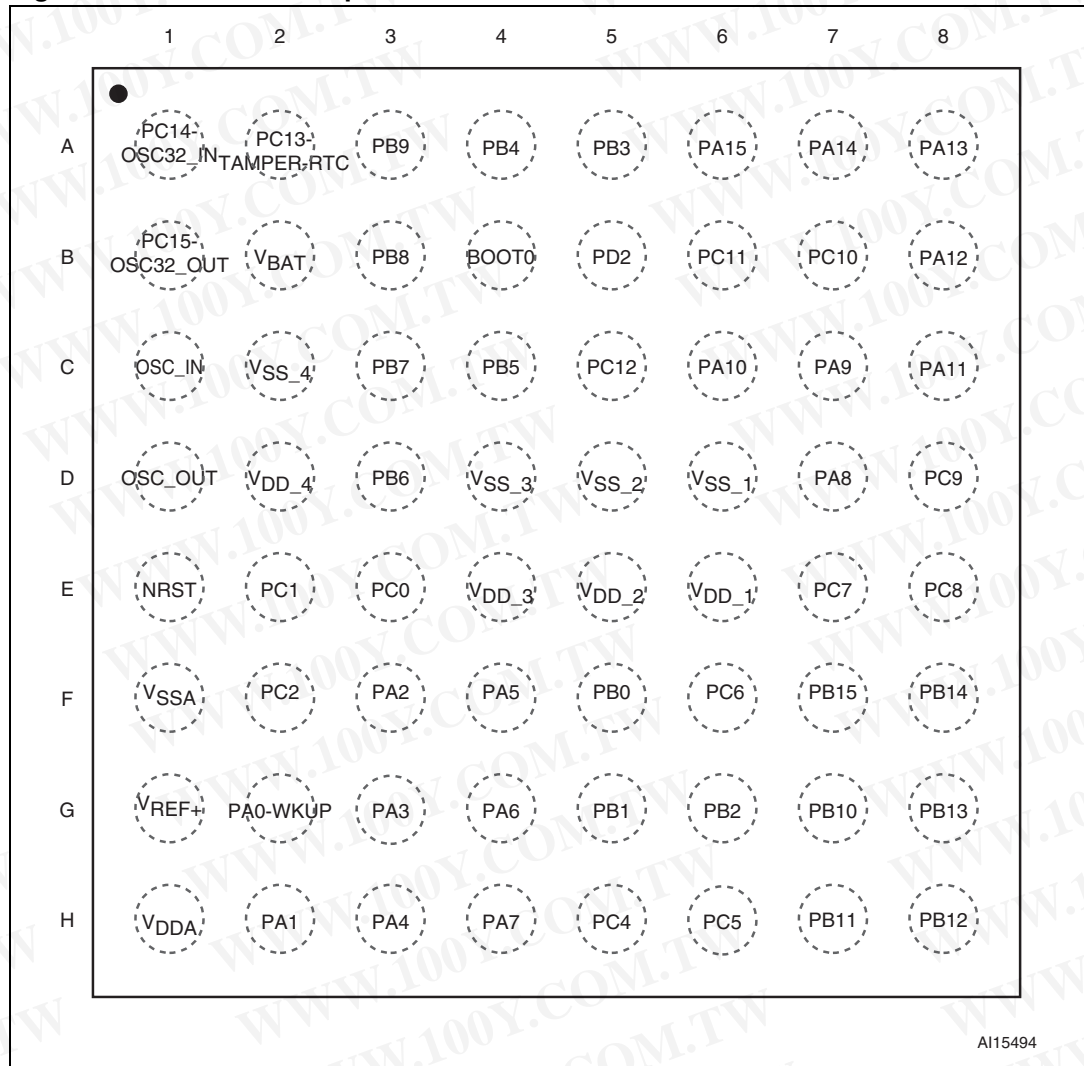 1 2 3 4 5 6 7 8
A PC14-OSC32_IN PC13-TAMPER-RTC PB9 PB4 PB3 PA15 PA14 PA13
B PC15-OSC32_OUT VBAT PB8 BOOT0 PD2 PC11 PC10 PA12
C OSC_IN VSS_4 PB7 PB5 PC12 PA10 PA9 PA11
D OSC_OUT VDD_4 PB6 VSS_3 VSS_2 VSS_1 PA8 PC9
E NRST PC1 PC0 VDD_3 VDD_2 VDD_1 PC7 PC8
F VSSA PC2 PA2 PA5 PB0 PC6 PB15 PB14
G VREF+ PA0-WKUP PA3 PA6 PB1 PB2 PB10 PB13
H VDDA PA1 PA4 PA7 PC4 PC5 PB11 PB12
AI15494
WWW.100Y.COM.TW